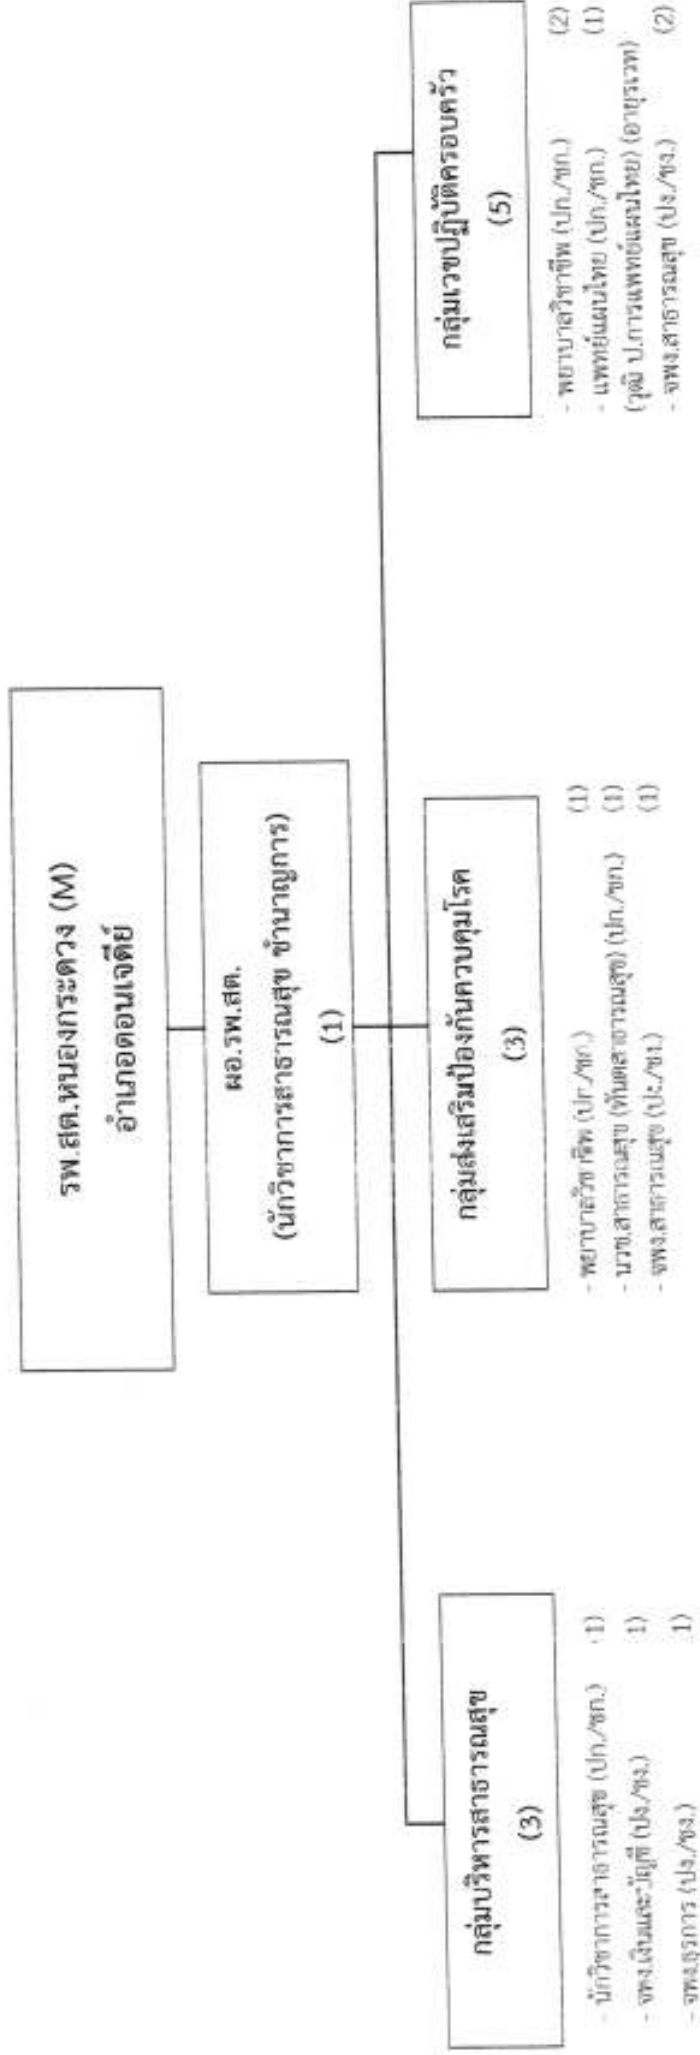 รพ.สต.หนองกระดวง (M)
อำเภอดอนเจดีย์
ผอ.รพ.สต.
(นักวิชาการสาธารณสุข ชำนาญการ)
(1)
กลุ่มบริหารสาธารณสุข
(3)
- นักวิชาการสาธารณสุข (ปก./ชก.) (1)
- จพง.เงินและบัญชี (ปง./ชง.) 1)
- จพง.ธุรการ (ปง./ชง.) 1)
กลุ่มส่งเสริมป้องกันควบคุมโรค
(3)
- พยาบาลวิชาชีพ (ปก./ชก.) (1)
- นวช.สาธารณสุข (ทันตสาธารณสุข) (ปก./ชก.) (1)
- จพง.สาธารณสุข (ปง./ชง.) (1)
กลุ่มเวชปฏิบัติครอบครัว
(5)
- พยาบาลวิชาชีพ (ปก./ชก.) (2)
- แพทย์แผนไทย (ปก./ชก.) (1)
(วุฒิ ป.การแพทย์แผนไทย) (อายุรเวท)
- จพง.สาธารณสุข (ปง./ชง.) (2)